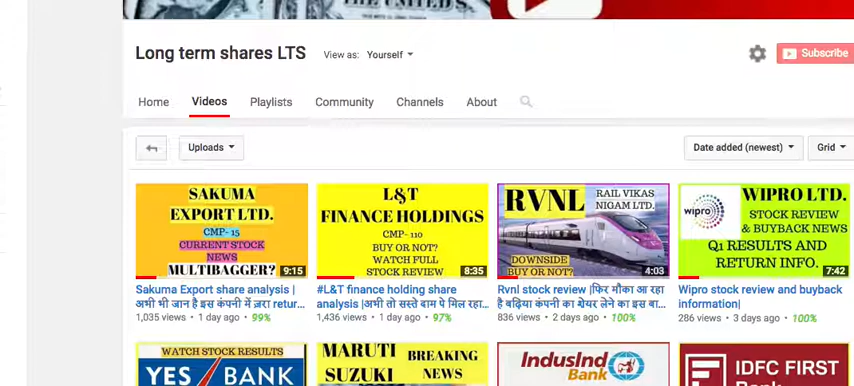 THE UNITED S
Long term shares LTS
View as: Yourself
Subscribe
Home Videos Playlists Community Channels About
Uploads
Date added (newest) Grid
SAKUMA
EXPORT LTD.
CMP- 15
CURRENT STOCK
NEWS
MULTIBAGGER?
9:15
L&T
FINANCE HOLDINGS
CMP- 110
BUY OR NOT?
WATCH FULL
STOCK REVIEW
8:35
RVNL
RAIL VIKAS
NIGAM LTD.
DOWNSIDE
BUY OR NOT?
4:03
wipro
WIPRO LTD.
STOCK REVIEW
& BUYBACK NEWS
Q1 RESULTS AND
RETURN INFO.
7:42
Sakuma Export share analysis |
अभी भी जान है इस कंपनी में ज़रा retur...
1,035 views • 1 day ago • 99%
#L&T finance holding share
analysis |अभी तो सस्ते दाम पे मिल रहा...
1,436 views • 1 day ago • 97%
Rvnl stock review |फिर मौका आ रहा
है बढ़िया कंपनी का शेयर लेने का इस बा...
836 views • 2 days ago • 100%
Wipro stock review and buyback
information|
286 views • 3 days ago • 100%
WATCH STOCK RESULTS
YES BANK
MARUTI
SUZUKI
BREAKING
NEWS
IndusInd
Bank
IDFC FIRST
Bank